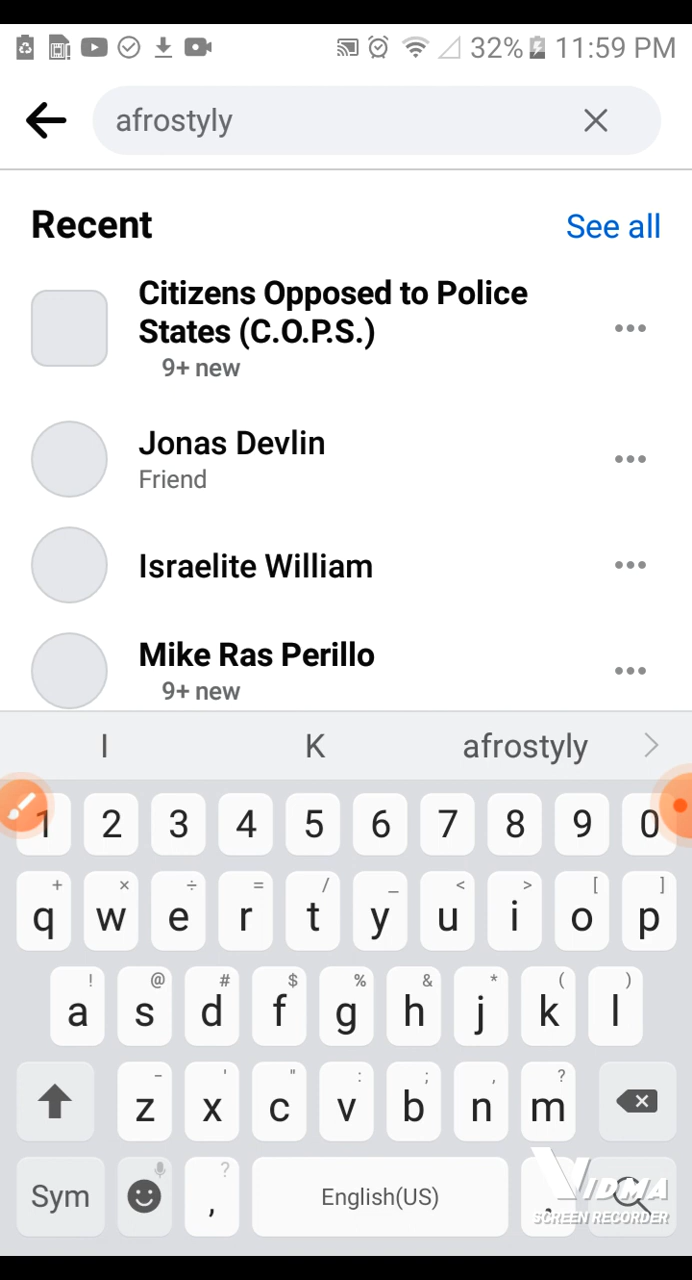 32% 11:59 PM
afrostyly
Recent
See all
Citizens Opposed to Police
States (C.O.P.S.)
9+ new
Jonas Devlin
Friend
Israelite William
Mike Ras Perillo
9+ new
I K afrostyly
1 2 3 4 5 6 7 8 9 0
+ × ÷ = / _ < > [ ]
q w e r t y u i o p
! @ # $ % & * ( )
a s d f g h j k l
- ' " : ; , ?
z x c v b n m
?
Sym , English(US) .
VIDMA
SCREEN RECORDER